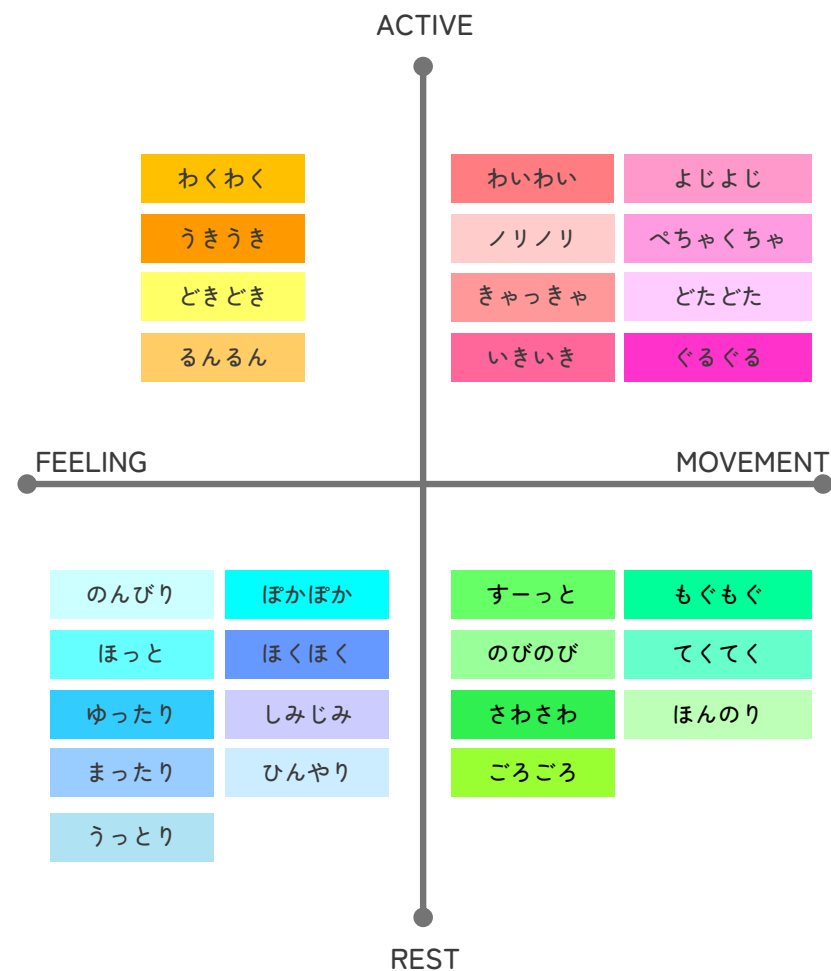 ACTIVE
わくわく
うきうき
どきどき
るんるん
わいわい
よじよじ
ノリノリ
ぺちゃくちゃ
きゃっきゃ
どたどた
いきいき
ぐるぐる
FEELING
MOVEMENT
のんびり
ぽかぽか
ほっと
ほくほく
ゆったり
しみじみ
まったり
ひんやり
うっとり
すーっと
もぐもぐ
のびのび
てくてく
さわさわ
ほんのり
ごろごろ
REST